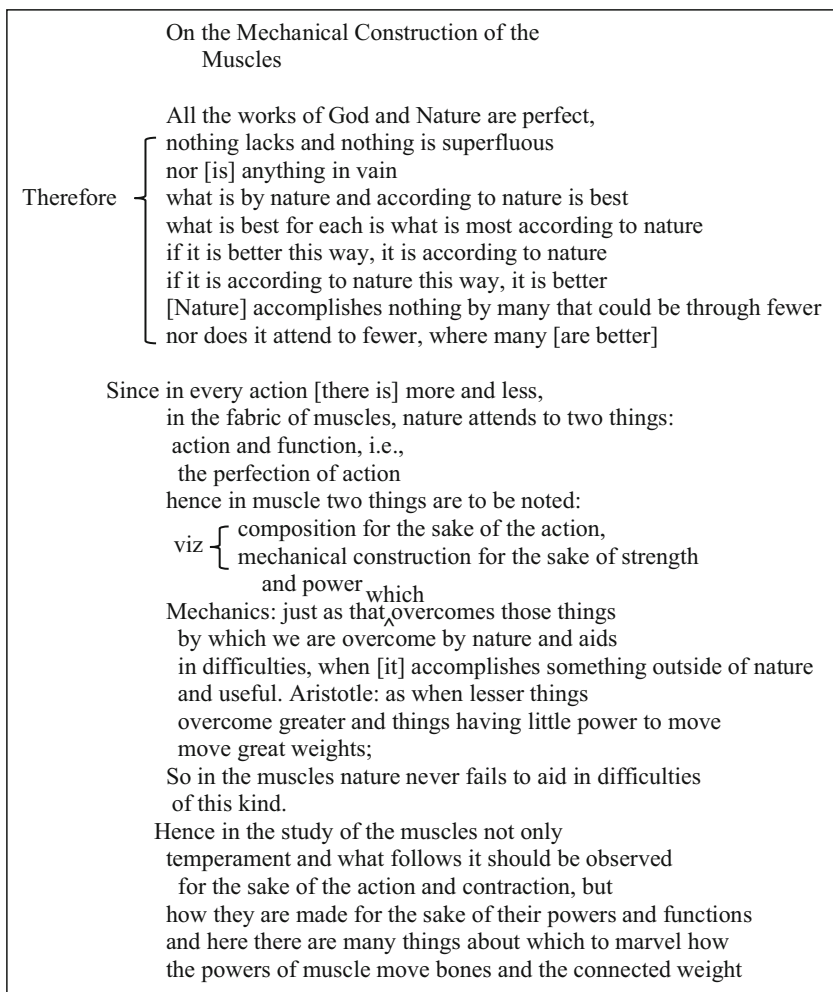 On the Mechanical Construction of the
Muscles
All the works of God and Nature are perfect,
nothing lacks and nothing is superfluous
nor [is] anything in vain
Therefore what is by nature and according to nature is best
what is best for each is what is most according to nature
if it is better this way, it is according to nature
if it is according to nature this way, it is better
[Nature] accomplishes nothing by many that could be through fewer
nor does it attend to fewer, where many [are better]
Since in every action [there is] more and less,
in the fabric of muscles, nature attends to two things:
action and function, i.e.,
the perfection of action
hence in muscle two things are to be noted:
viz composition for the sake of the action,
mechanical construction for the sake of strength
and power
which
Mechanics: just as that ^ overcomes those things
by which we are overcome by nature and aids
in difficulties, when [it] accomplishes something outside of nature
and useful. Aristotle: as when lesser things
overcome greater and things having little power to move
move great weights;
So in the muscles nature never fails to aid in difficulties
of this kind.
Hence in the study of the muscles not only
temperament and what follows it should be observed
for the sake of the action and contraction, but
how they are made for the sake of their powers and functions
and here there are many things about which to marvel how
the powers of muscle move bones and the connected weight